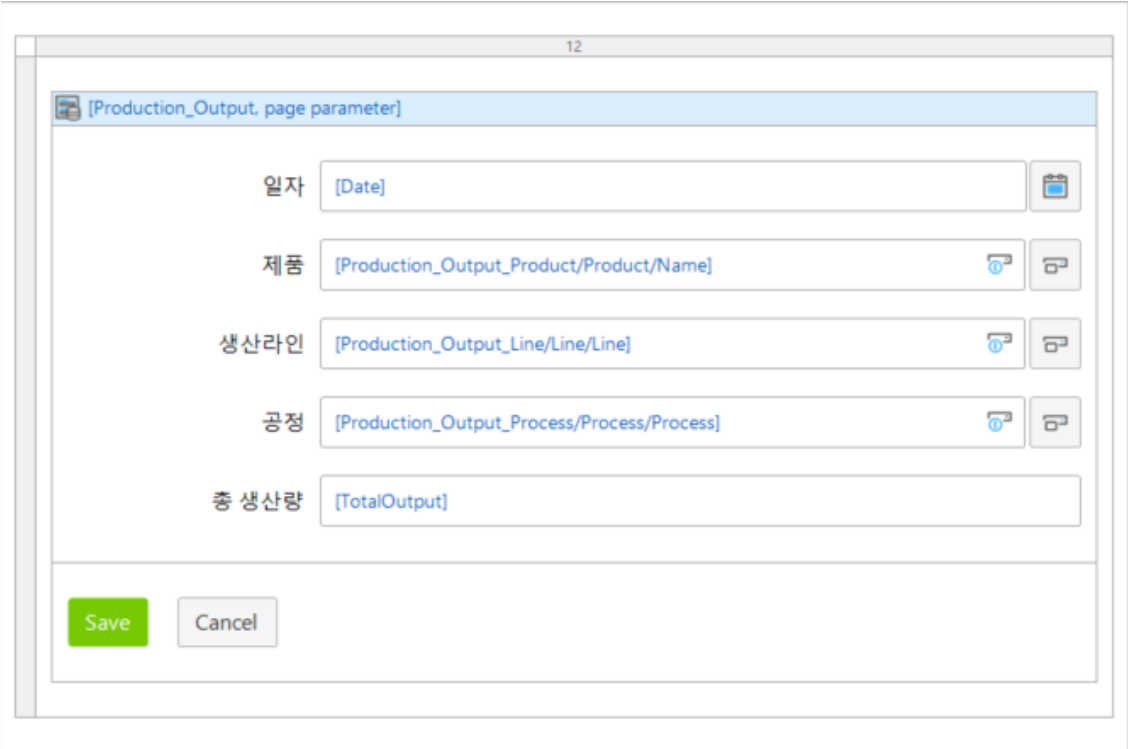 12
[Production_Output, page parameter]
일자 [Date]
제품 [Production_Output_Product/Product/Name]
생산라인 [Production_Output_Line/Line/Line]
공정 [Production_Output_Process/Process/Process]
총 생산량 [TotalOutput]
Save Cancel